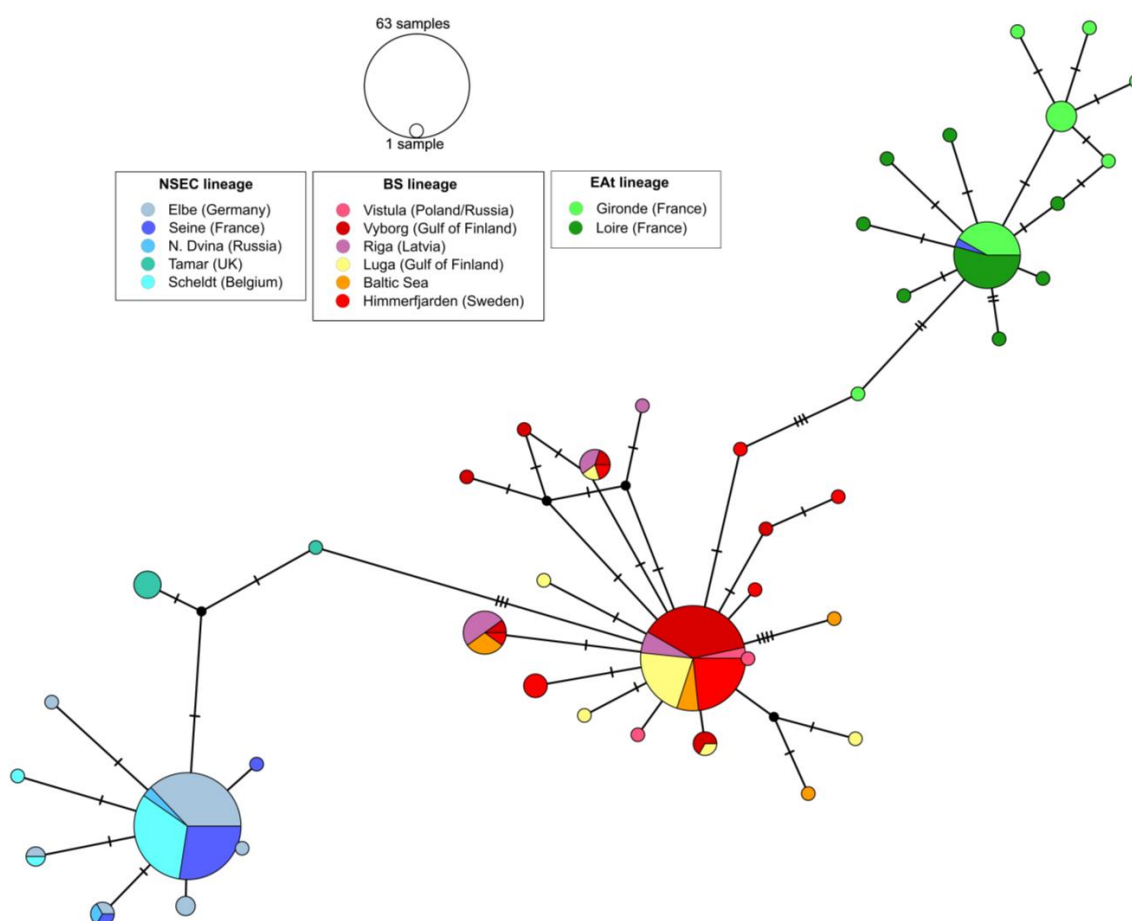 63 samples
1 sample
NSEC lineage
Elbe (Germany)
Seine (France)
N. Dvina (Russia)
Tamar (UK)
Scheldt (Belgium)
BS lineage
Vistula (Poland/Russia)
Vyborg (Gulf of Finland)
Riga (Latvia)
Luga (Gulf of Finland)
Baltic Sea
Himmerfjarden (Sweden)
EAt lineage
Gironde (France)
Loire (France)